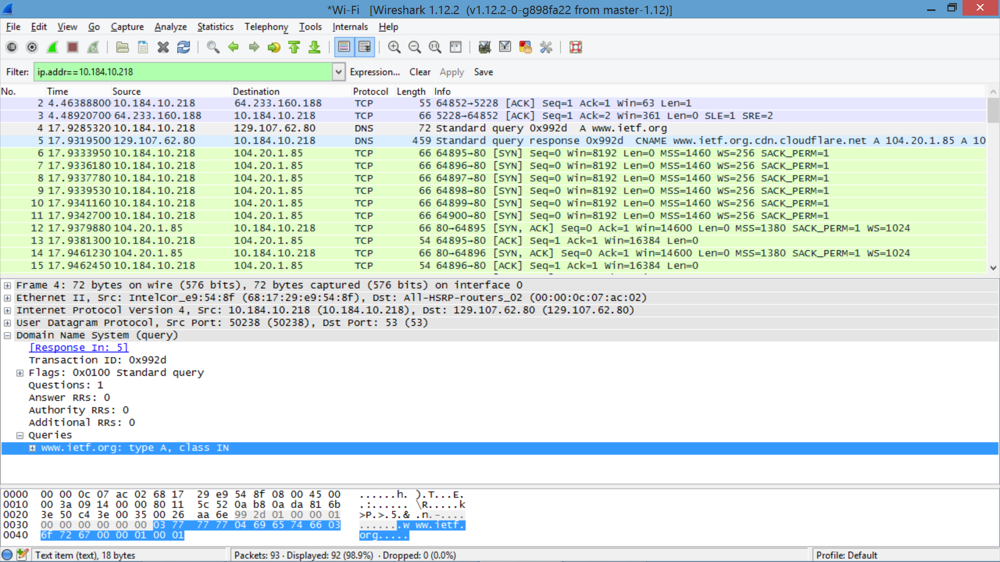 *Wi-Fi   [Wireshark 1.12.2  (v1.12.2-0-g898fa22 from master-1.12)]
File Edit View Go Capture Analyze Statistics Telephony Tools Internals Help
Filter: ip.addr==10.184.10.218 Expression... Clear Apply Save
No. Time Source Destination Protocol Length Info
2 4.46388800 10.184.10.218 64.233.160.188 TCP 55 64852→5228 [ACK] Seq=1 Ack=1 Win=63 Len=1
3 4.48920700 64.233.160.188 10.184.10.218 TCP 66 5228→64852 [ACK] Seq=1 Ack=2 Win=361 Len=0 SLE=1 SRE=2
4 17.9285320 10.184.10.218 129.107.62.80 DNS 72 Standard query 0x992d  A www.ietf.org
5 17.9319500 129.107.62.80 10.184.10.218 DNS 459 Standard query response 0x992d  CNAME www.ietf.org.cdn.cloudflare.net A 104.20.1.85 A 10
6 17.9333950 10.184.10.218 104.20.1.85 TCP 66 64895→80 [SYN] Seq=0 Win=8192 Len=0 MSS=1460 WS=256 SACK_PERM=1
7 17.9336180 10.184.10.218 104.20.1.85 TCP 66 64896→80 [SYN] Seq=0 Win=8192 Len=0 MSS=1460 WS=256 SACK_PERM=1
8 17.9337780 10.184.10.218 104.20.1.85 TCP 66 64897→80 [SYN] Seq=0 Win=8192 Len=0 MSS=1460 WS=256 SACK_PERM=1
9 17.9339530 10.184.10.218 104.20.1.85 TCP 66 64898→80 [SYN] Seq=0 Win=8192 Len=0 MSS=1460 WS=256 SACK_PERM=1
10 17.9341160 10.184.10.218 104.20.1.85 TCP 66 64899→80 [SYN] Seq=0 Win=8192 Len=0 MSS=1460 WS=256 SACK_PERM=1
11 17.9342700 10.184.10.218 104.20.1.85 TCP 66 64900→80 [SYN] Seq=0 Win=8192 Len=0 MSS=1460 WS=256 SACK_PERM=1
12 17.9379880 104.20.1.85 10.184.10.218 TCP 66 80→64895 [SYN, ACK] Seq=0 Ack=1 Win=14600 Len=0 MSS=1380 SACK_PERM=1 WS=1024
13 17.9381300 10.184.10.218 104.20.1.85 TCP 54 64895→80 [ACK] Seq=1 Ack=1 Win=16384 Len=0
14 17.9461230 104.20.1.85 10.184.10.218 TCP 66 80→64896 [SYN, ACK] Seq=0 Ack=1 Win=14600 Len=0 MSS=1380 SACK_PERM=1 WS=1024
15 17.9462450 10.184.10.218 104.20.1.85 TCP 54 64896→80 [ACK] Seq=1 Ack=1 Win=16384 Len=0
Frame 4: 72 bytes on wire (576 bits), 72 bytes captured (576 bits) on interface 0
Ethernet II, Src: IntelCor_e9:54:8f (68:17:29:e9:54:8f), Dst: All-HSRP-routers_02 (00:00:0c:07:ac:02)
Internet Protocol Version 4, Src: 10.184.10.218 (10.184.10.218), Dst: 129.107.62.80 (129.107.62.80)
User Datagram Protocol, Src Port: 50238 (50238), Dst Port: 53 (53)
Domain Name System (query)
[Response In: 5]
Transaction ID: 0x992d
Flags: 0x0100 Standard query
Questions: 1
Answer RRs: 0
Authority RRs: 0
Additional RRs: 0
Queries
www.ietf.org: type A, class IN
0000 00 00 0c 07 ac 02 68 17 29 e9 54 8f 08 00 45 00 ......h. ).T...E.
0010 00 3a 09 14 00 00 80 11 5c 52 0a b8 0a da 81 6b .:...... \R.....k
0020 3e 50 c4 3e 00 35 00 26 aa 6e 99 2d 01 00 00 01 >P.>.5.& .n.-....
0030 00 00 00 00 00 00 03 77 77 77 04 69 65 74 66 03 .......w ww.ietf.
0040 6f 72 67 00 00 01 00 01 org.....
Text item (text), 18 bytes Packets: 93 · Displayed: 92 (98.9%) · Dropped: 0 (0.0%) Profile: Default